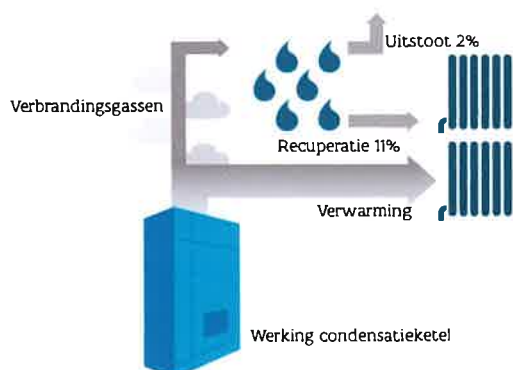 Uitstoot 2%
Verbrandingsgassen
Recuperatie 11%
Verwarming
Werking condensatieketel